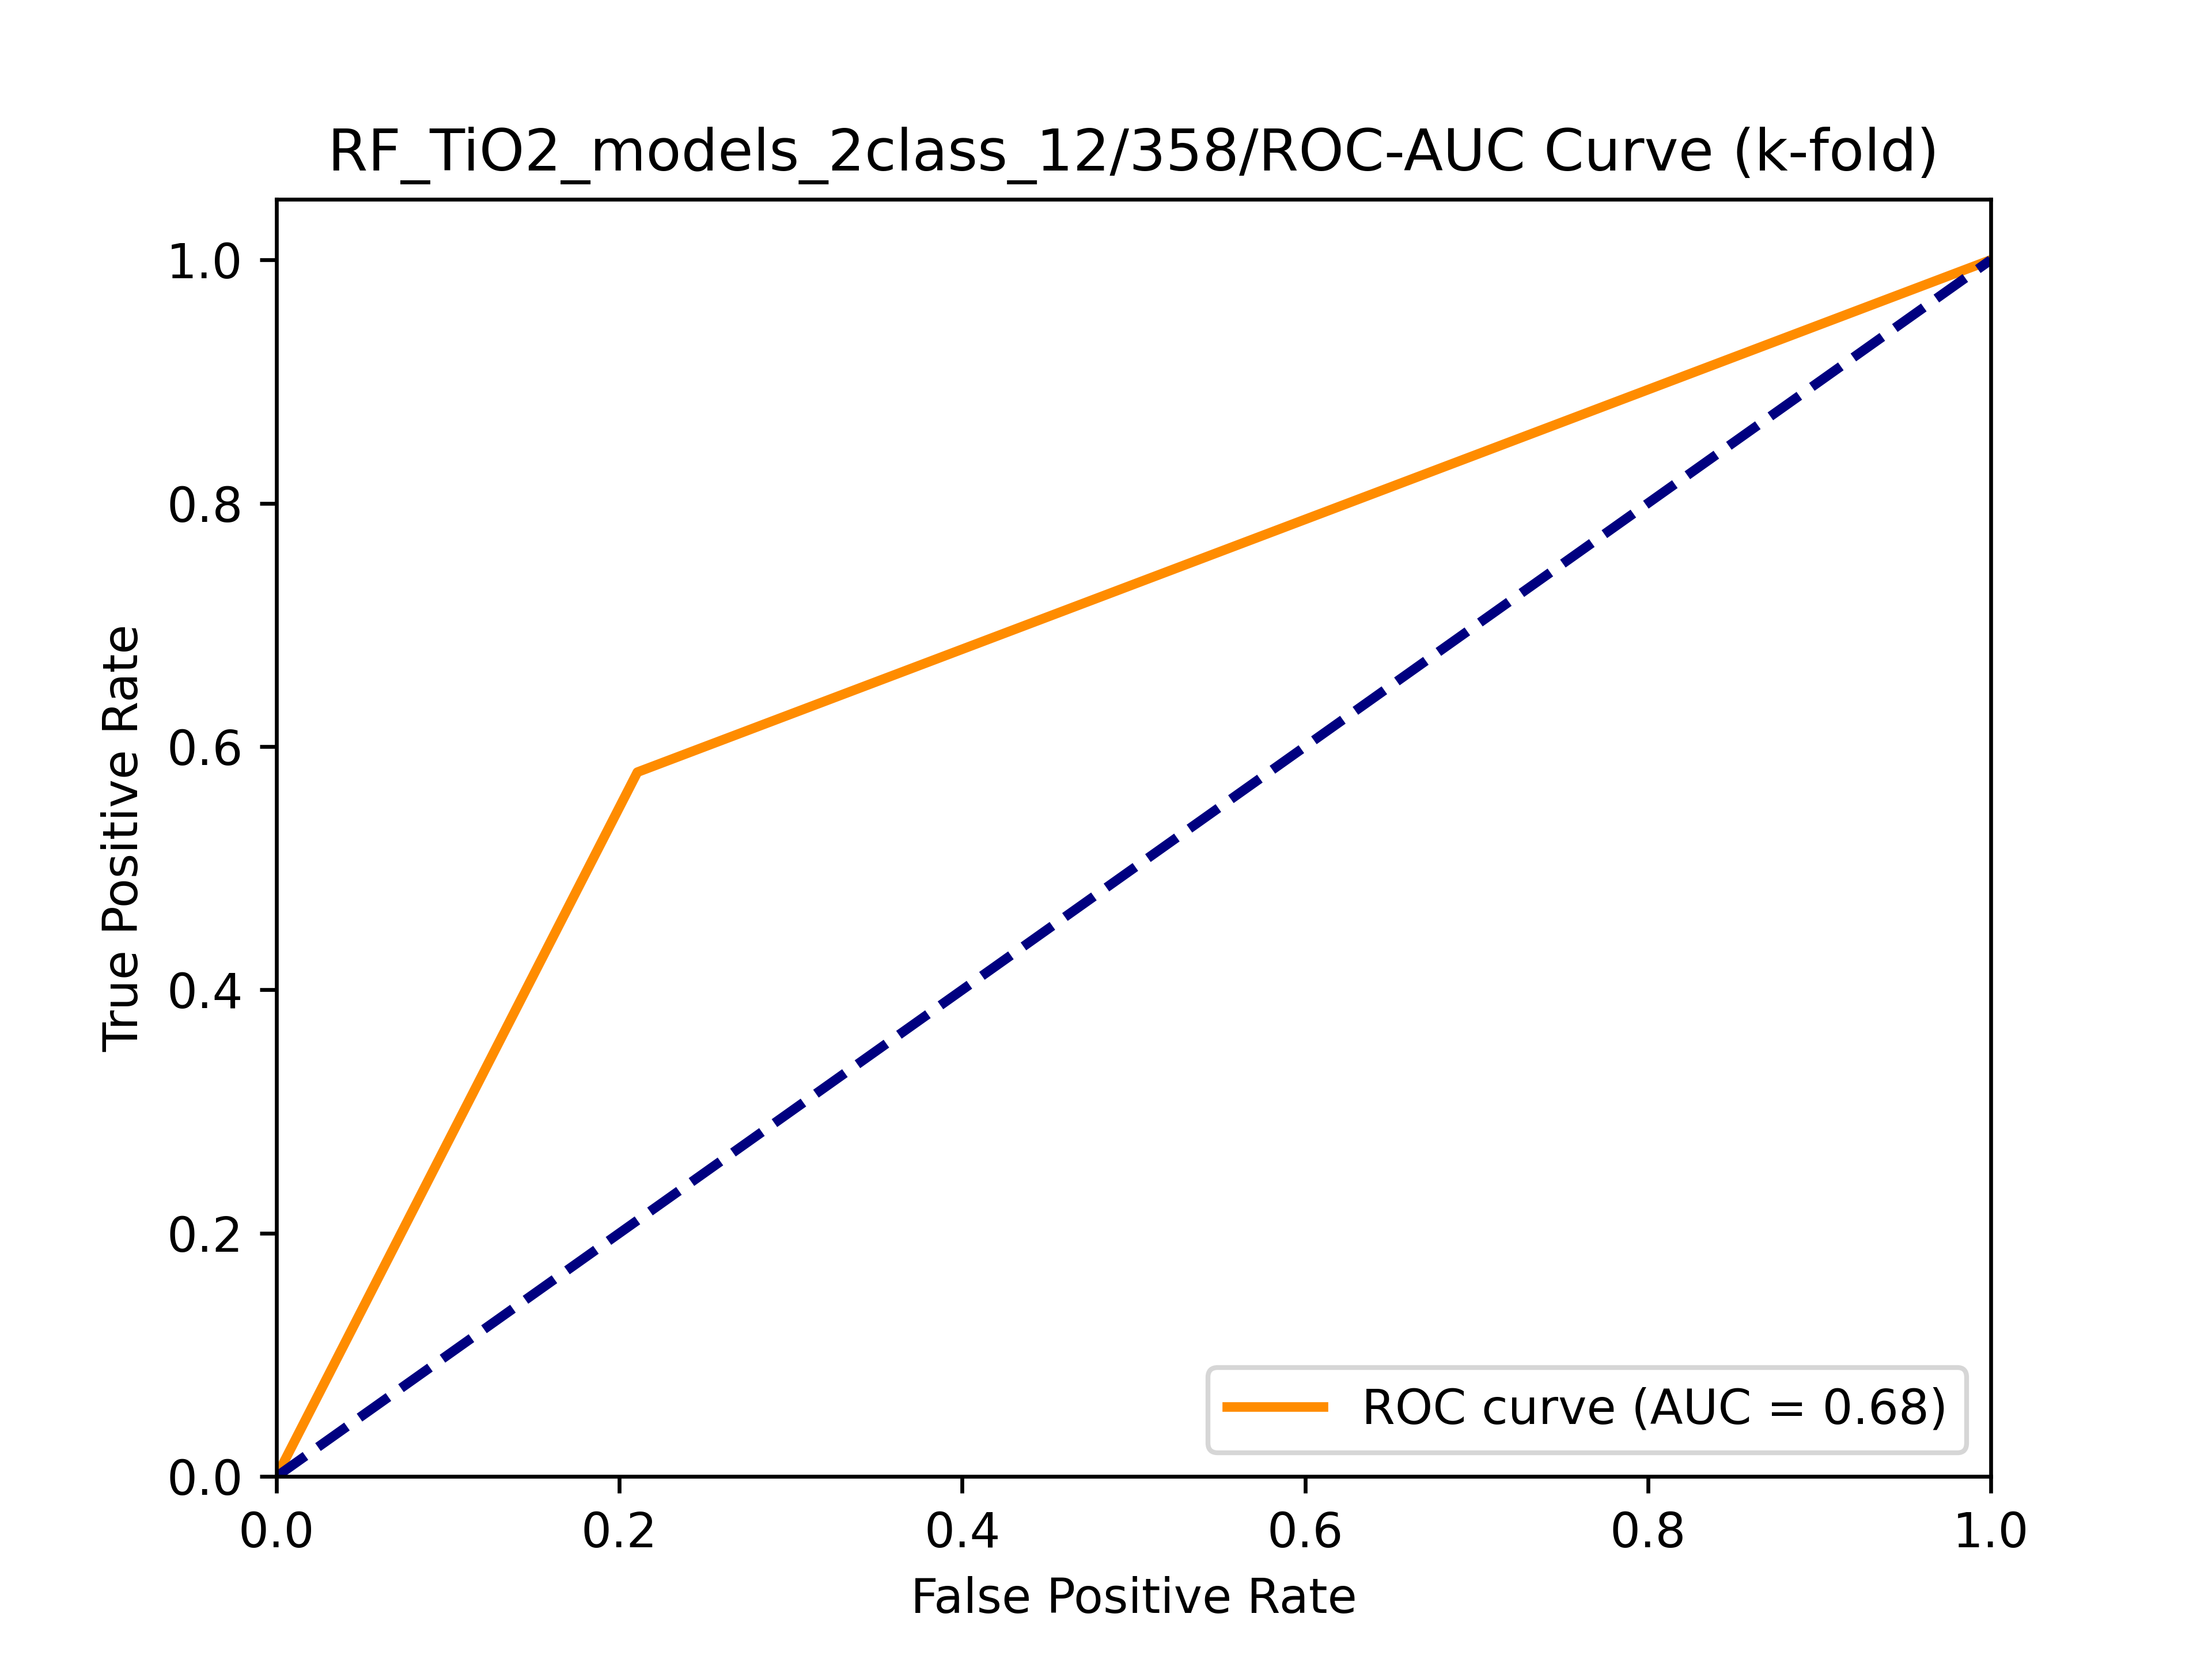 RF_TiO2_models_2class_12/358/ROC-AUC Curve (k-fold)
1.0
0.8
0.6
0.4
0.2
0.0
True Positive Rate
ROC curve (AUC = 0.68)
0.0 0.2 0.4 0.6 0.8 1.0
False Positive Rate